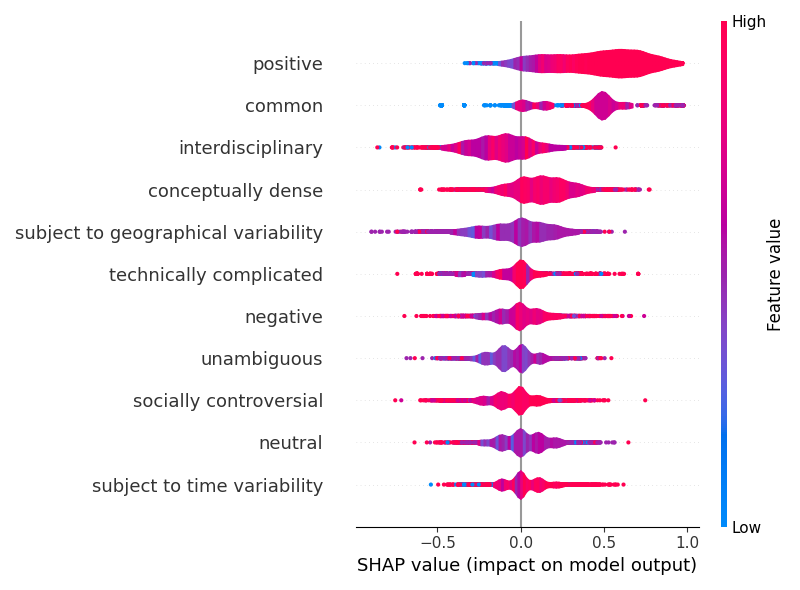 High
positive
common
interdisciplinary
conceptually dense
subject to geographical variability
technically complicated
negative
unambiguous
socially controversial
neutral
subject to time variability
Feature value
Low
−0.5 0.0 0.5 1.0
SHAP value (impact on model output)